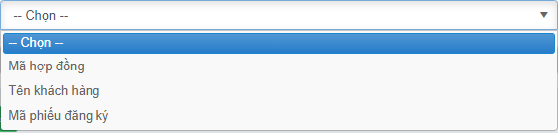 -- Chọn --
-- Chọn --
Mã hợp đồng
Tên khách hàng
Mã phiếu đăng ký